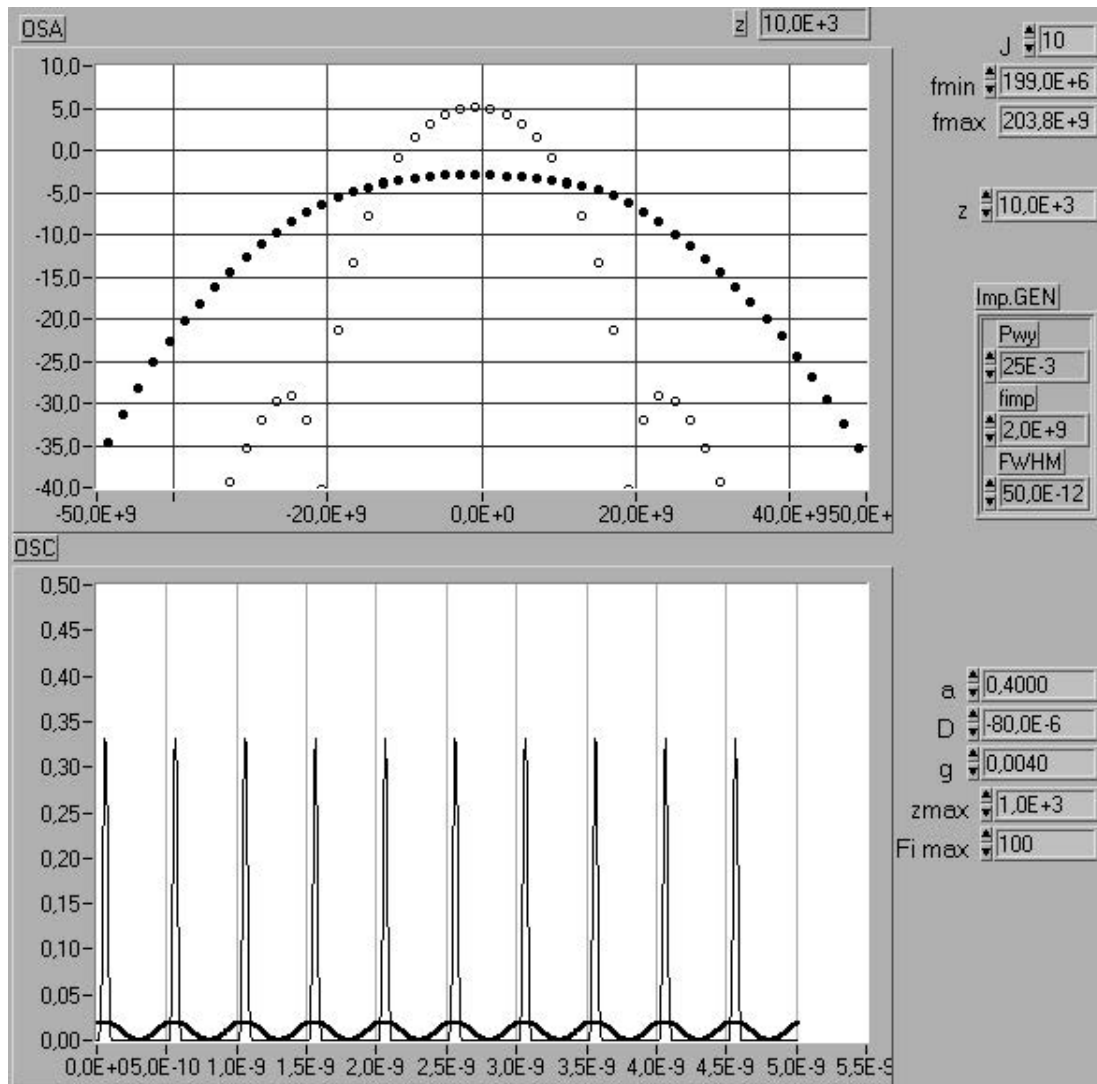 OSA
z 10,0E+3
10,0
5,0
0,0
-5,0
-10,0
-15,0
-20,0
-25,0
-30,0
-35,0
-40,0
-50,0E+9 -20,0E+9 0,0E+0 20,0E+9 40,0E+950,0E+
J 10
fmin 199,0E+6
fmax 203,8E+9
z 10,0E+3
Imp.GEN
Pwy
25E-3
fimp
2,0E+9
FWHM
50,0E-12
OSC
0,50
0,45
0,40
0,35
0,30
0,25
0,20
0,15
0,10
0,05
0,00
0,0E+05,0E-10 1,0E-9 1,5E-9 2,0E-9 2,5E-9 3,0E-9 3,5E-9 4,0E-9 4,5E-9 5,0E-9 5,5E-9
a 0,4000
D -80,0E-6
g 0,0040
zmax 1,0E+3
Fi max 100